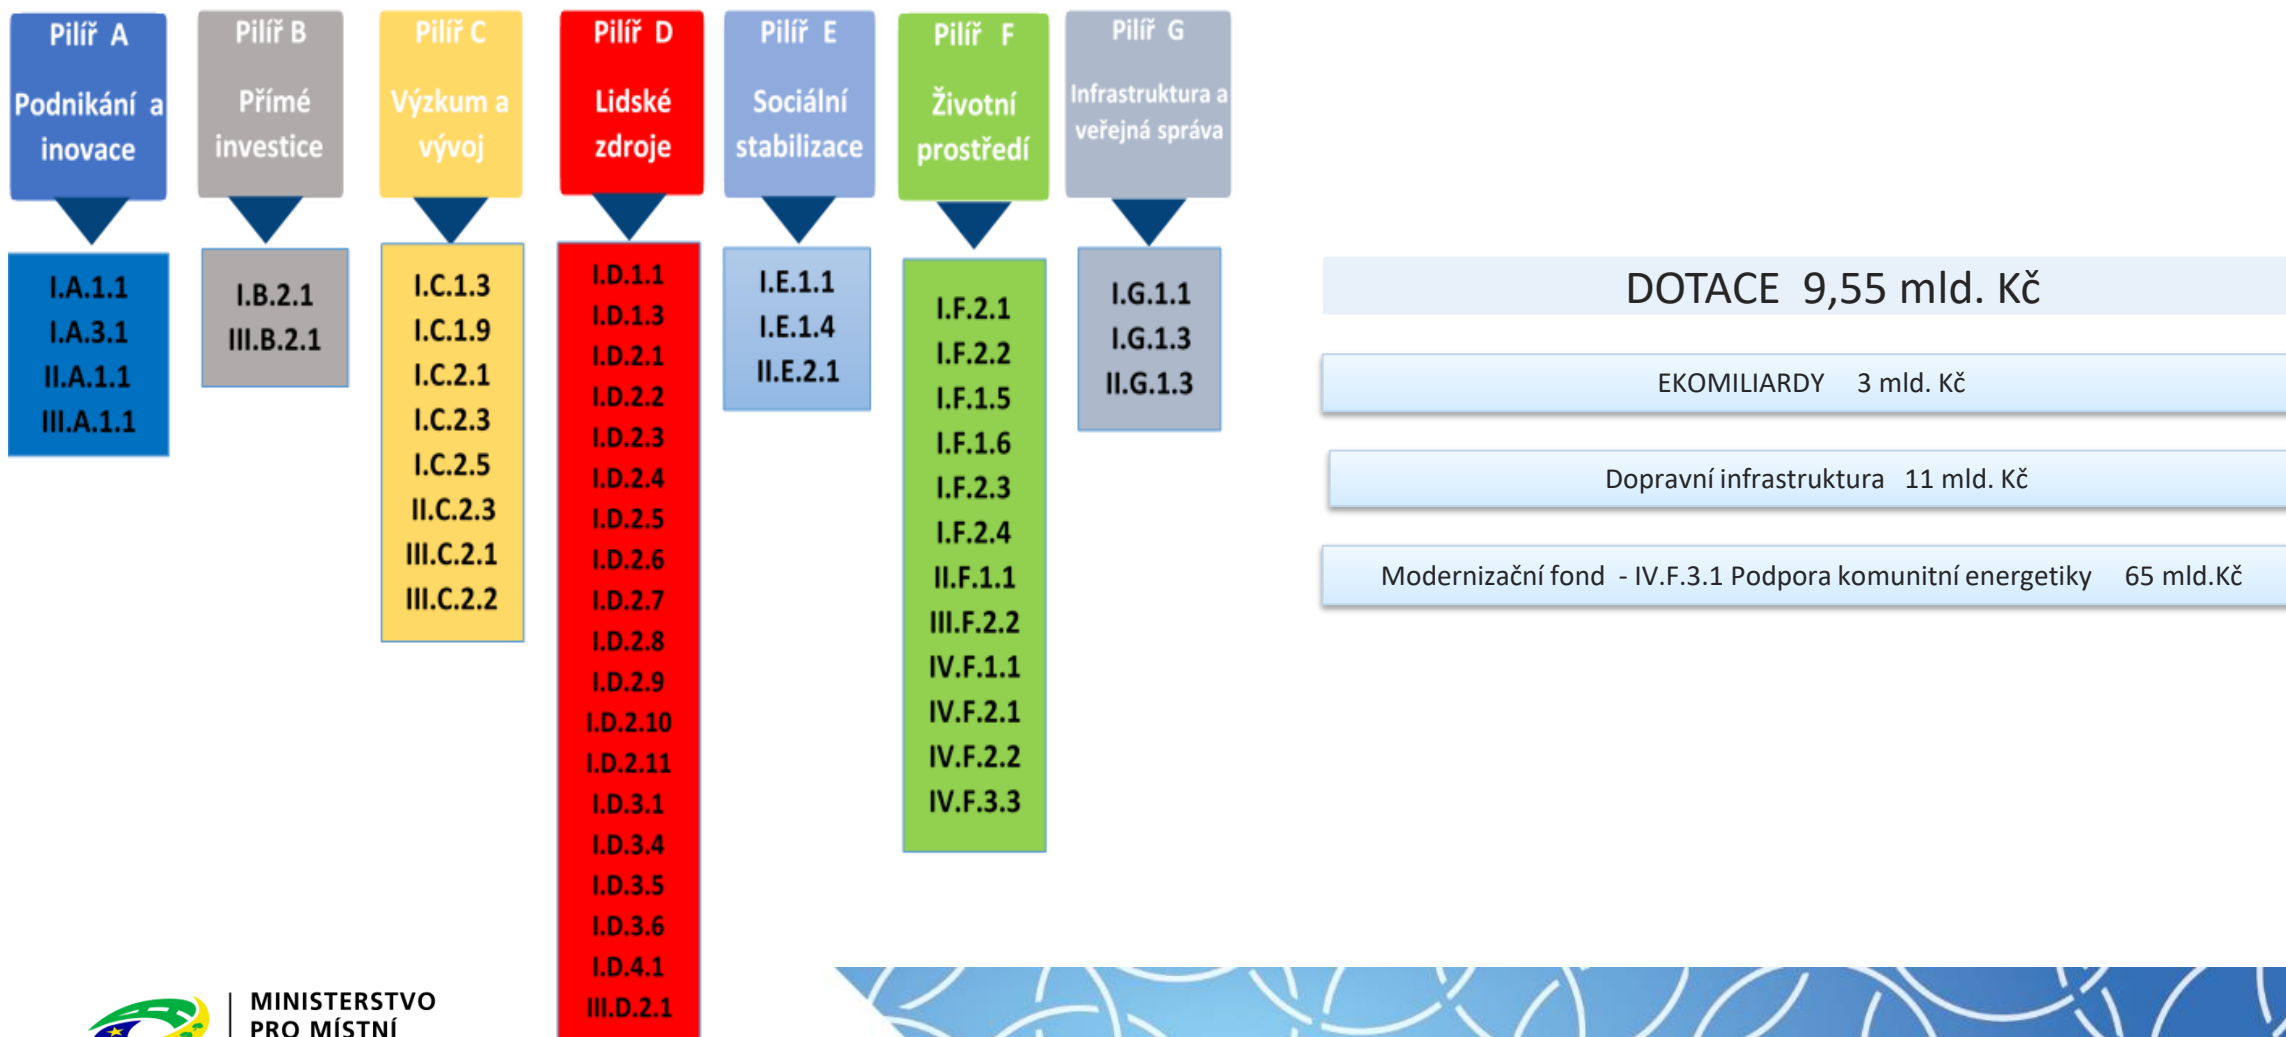 Pilíř A
Podnikání a
inovace
I.A.1.1
I.A.3.1
II.A.1.1
III.A.1.1
Pilíř B
Přímé
investice
I.B.2.1
III.B.2.1
Pilíř C
Výzkum a
vývoj
I.C.1.3
I.C.1.9
I.C.2.1
I.C.2.3
I.C.2.5
II.C.2.3
III.C.2.1
III.C.2.2
Pilíř D
Lidské
zdroje
I.D.1.1
I.D.1.3
I.D.2.1
I.D.2.2
I.D.2.3
I.D.2.4
I.D.2.5
I.D.2.6
I.D.2.7
I.D.2.8
I.D.2.9
I.D.2.10
I.D.2.11
I.D.3.1
I.D.3.4
I.D.3.5
I.D.3.6
I.D.4.1
III.D.2.1
Pilíř E
Sociální
stabilizace
I.E.1.1
I.E.1.4
II.E.2.1
Pilíř F
Životní
prostředí
I.F.2.1
I.F.2.2
I.F.1.5
I.F.1.6
I.F.2.3
I.F.2.4
II.F.1.1
III.F.2.2
IV.F.1.1
IV.F.2.1
IV.F.2.2
IV.F.3.3
Pilíř G
Infrastruktura a
veřejná správa
I.G.1.1
I.G.1.3
II.G.1.3
DOTACE 9,55 mld. Kč
EKOMILIARDY 3 mld. Kč
Dopravní infrastruktura 11 mld. Kč
Modernizační fond - IV.F.3.1 Podpora komunitní energetiky 65 mld.Kč
MINISTERSTVO
PRO MÍSTNÍ